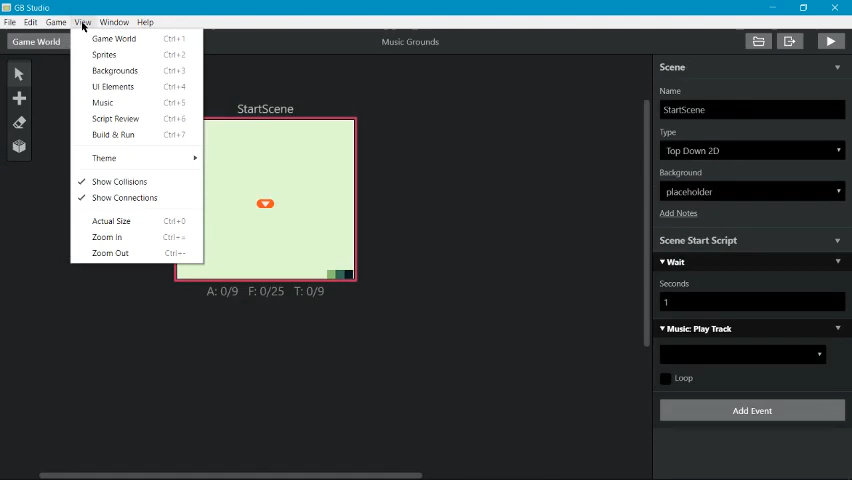 GB Studio
File Edit Game View Window Help
Game World
Music Grounds
Game World Ctrl+1
Sprites Ctrl+2
Backgrounds Ctrl+3
UI Elements Ctrl+4
Music Ctrl+5
Script Review Ctrl+6
Build & Run Ctrl+7
Theme
Show Collisions
Show Connections
Actual Size Ctrl+0
Zoom In Ctrl+=
Zoom Out Ctrl+-
StartScene
A: 0/9 F: 0/25 T: 0/9
Scene
Name
StartScene
Type
Top Down 2D
Background
placeholder
Add Notes
Scene Start Script
Wait
Seconds
1
Music: Play Track
Loop
Add Event